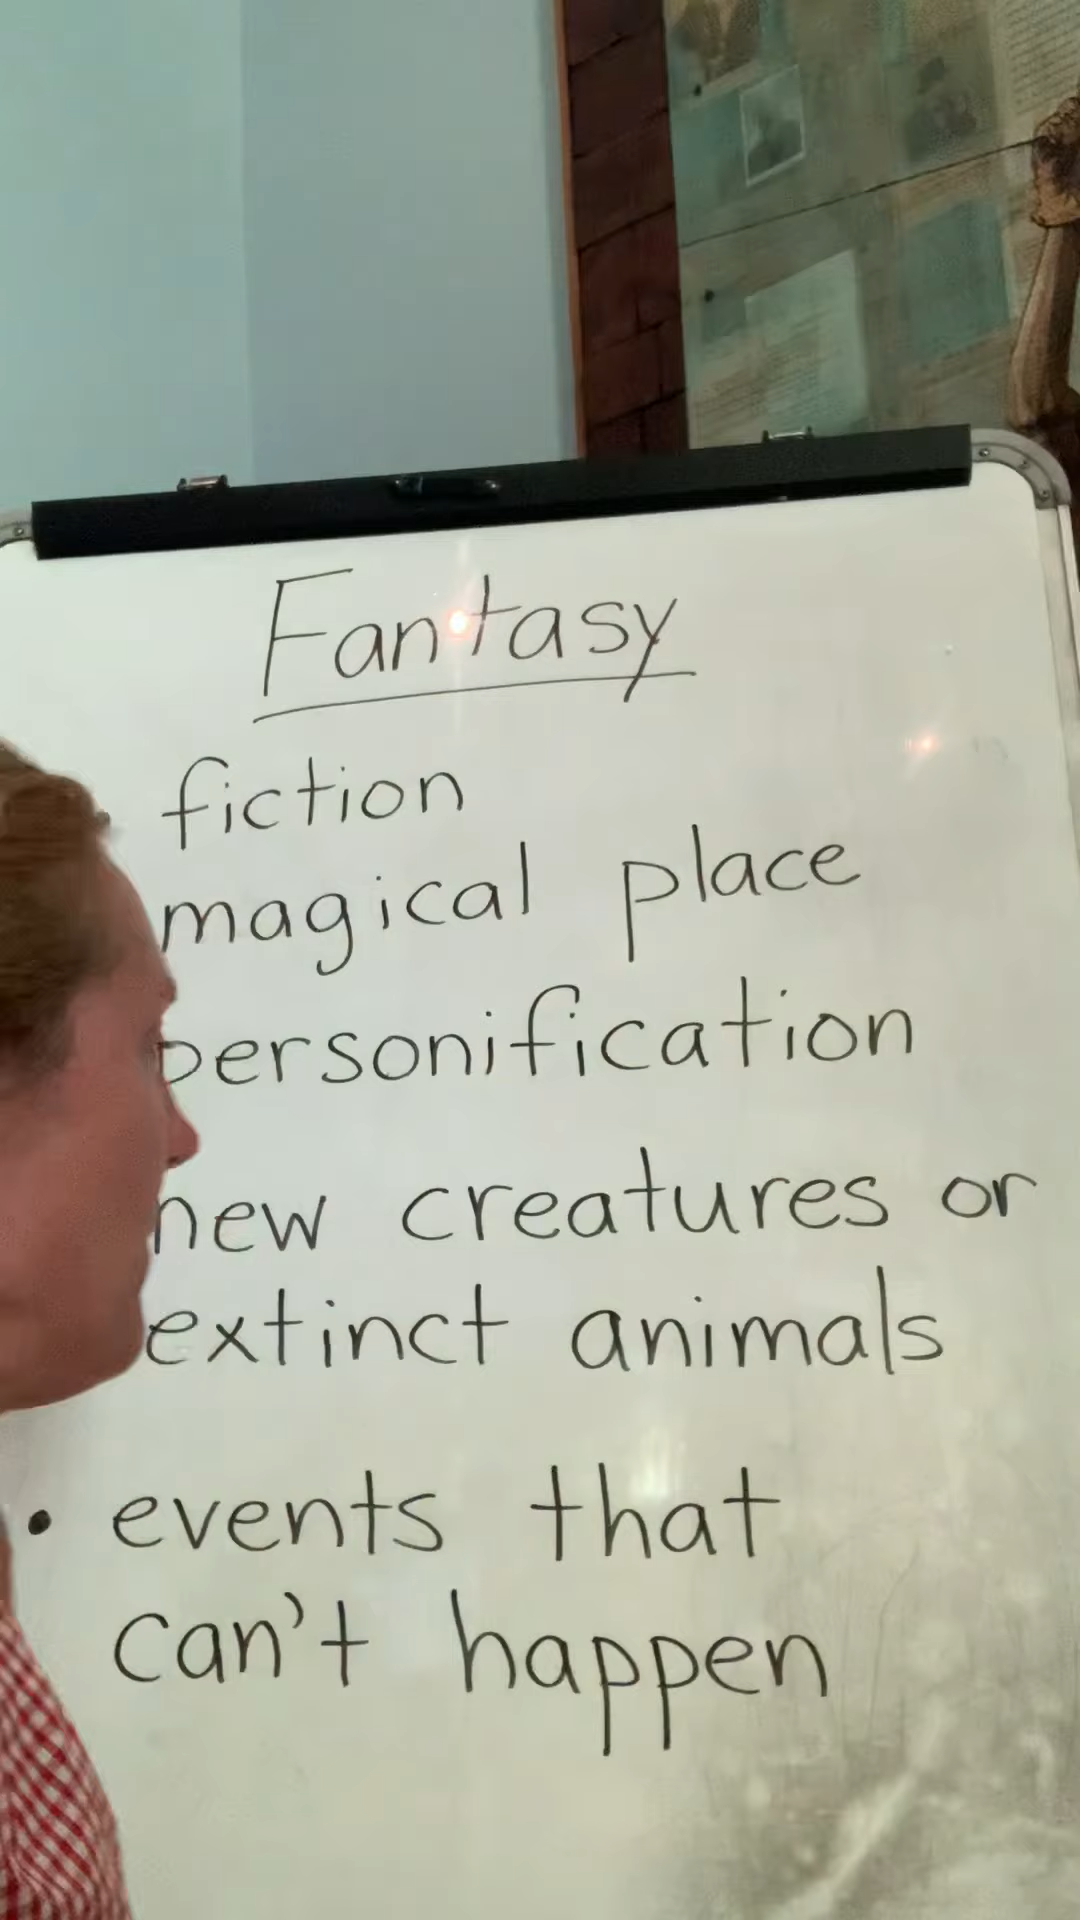 Fantasy
fiction
magical place
personification
new creatures or
extinct animals
• events that
can't happen